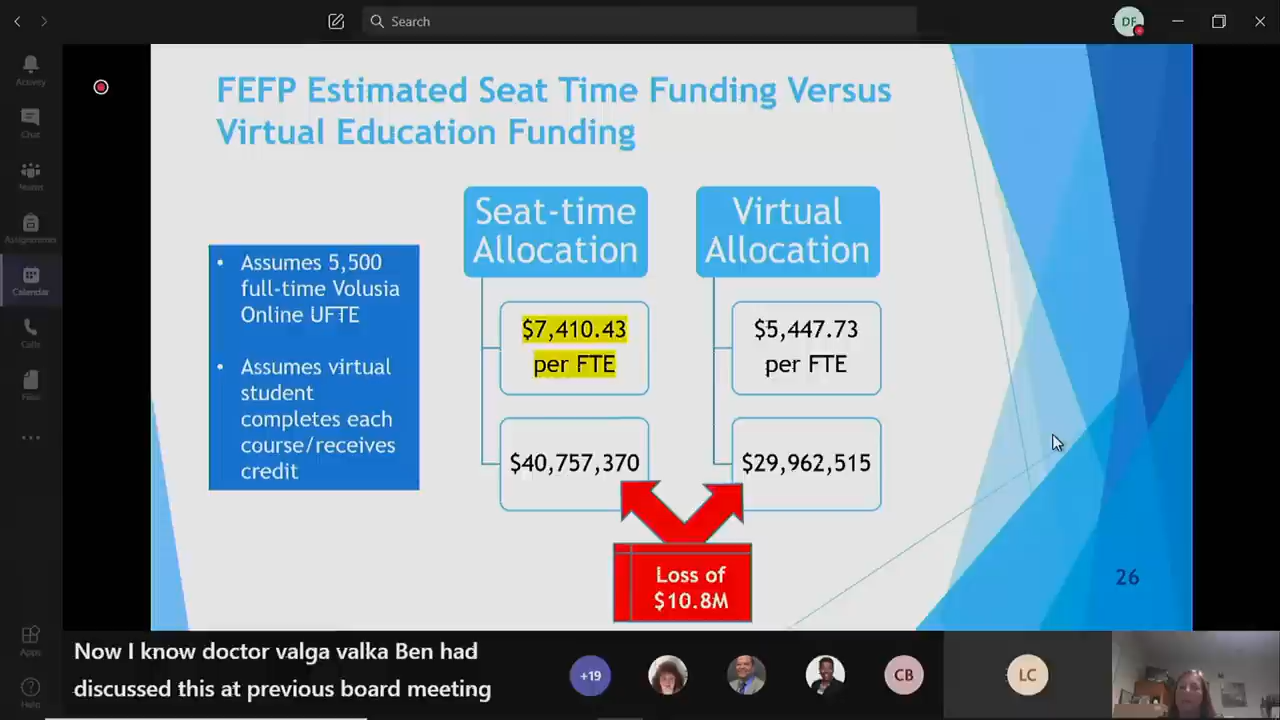 Search
DF
Activity
Chat
Teams
Assignments
Calendar
Calls
Files
Apps
Help
FEFP Estimated Seat Time Funding Versus
Virtual Education Funding
• Assumes 5,500
full-time Volusia
Online UFTE
• Assumes virtual
student
completes each
course/receives
credit
Seat-time
Allocation
$7,410.43
per FTE
$40,757,370
Virtual
Allocation
$5,447.73
per FTE
$29,962,515
Loss of
$10.8M
26
Now I know doctor valga valka Ben had
discussed this at previous board meeting
+19
CB
LC